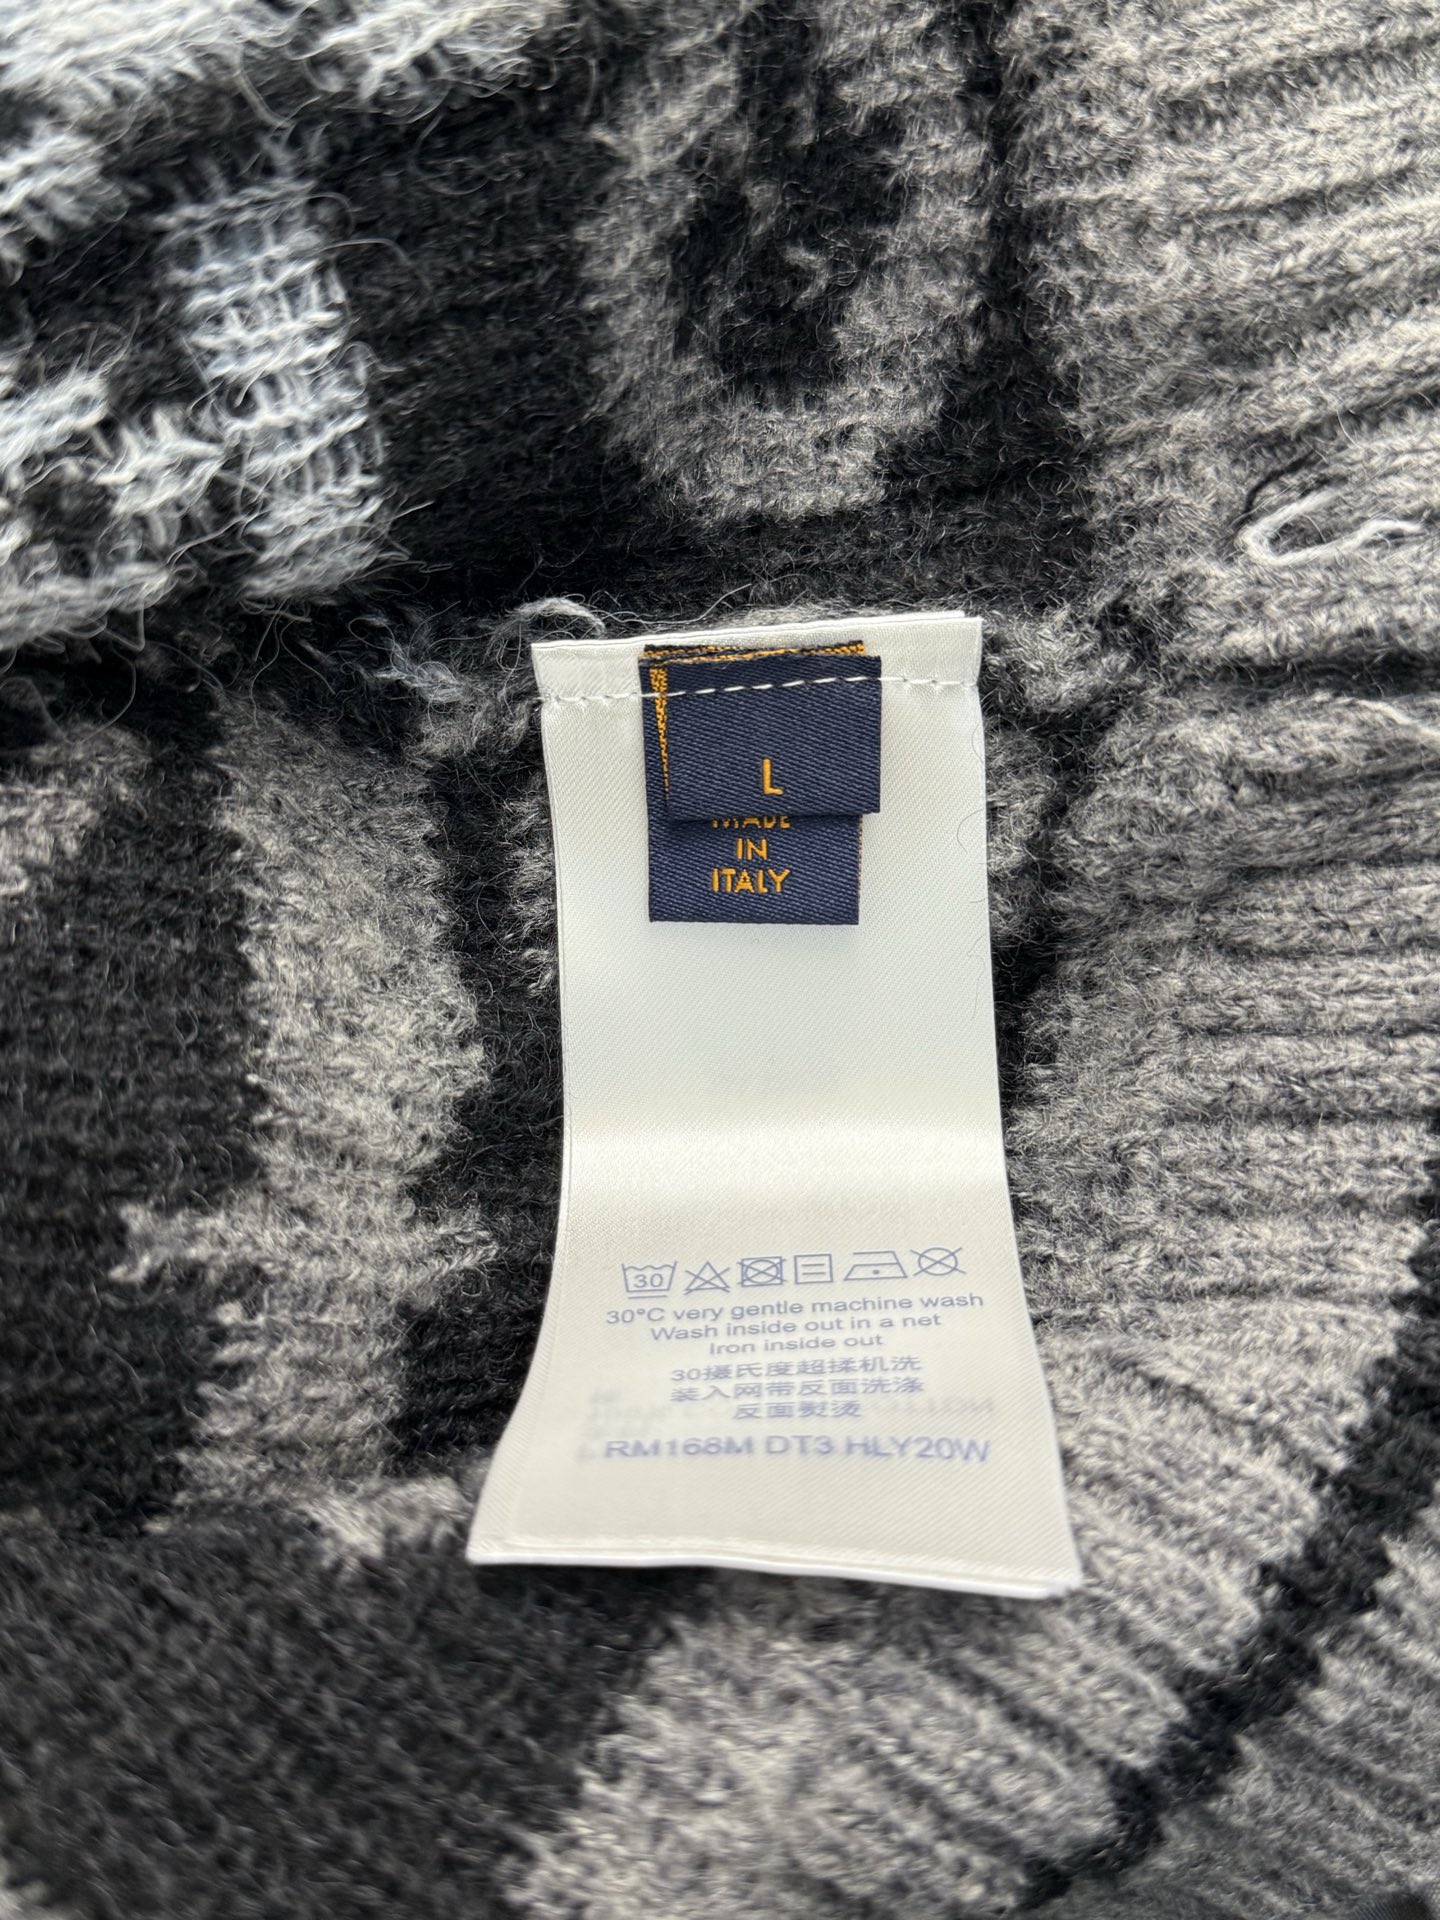 L
MADE
IN
ITALY
30
30°C very gentle machine wash
Wash inside out in a net
Iron inside out
30摄氏度超揉机洗
装入网带反面洗涤
反面熨烫
RM168M DT3 HLY20W